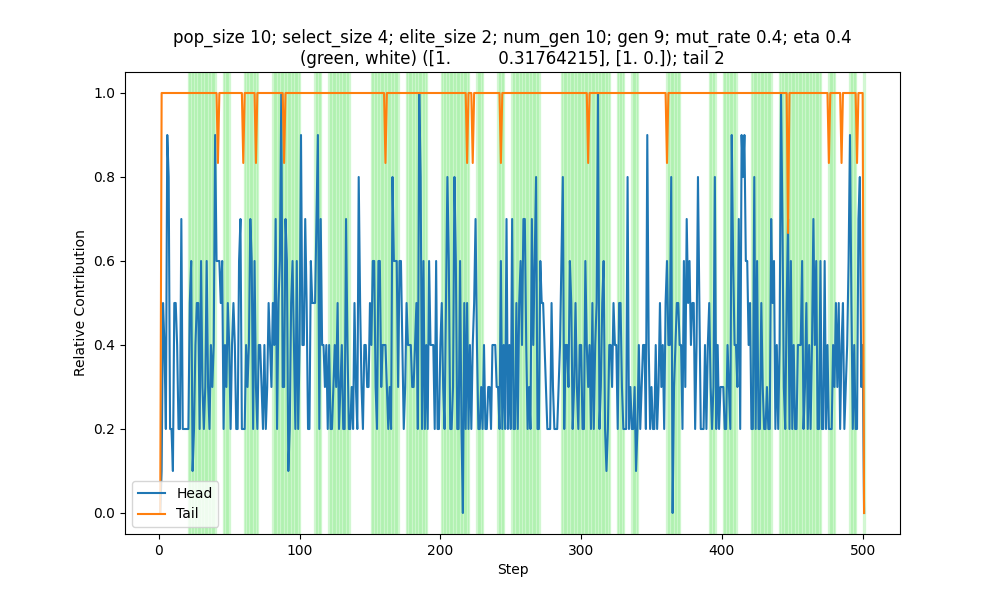 pop_size 10; select_size 4; elite_size 2; num_gen 10; gen 9; mut_rate 0.4; eta 0.4
(green, white) ([1. 0.31764215], [1. 0.]); tail 2
Relative Contribution
1.0
0.8
0.6
0.4
0.2
0.0
Head
Tail
0
100
200
300
400
500
Step